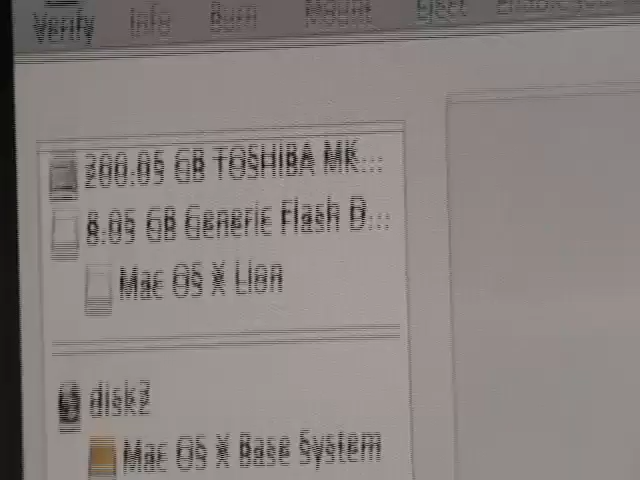 Verify Info Burn Mount Eject
200.05 GB TOSHIBA MK...
8.05 GB Generic Flash D...
Mac OS X Lion
disk2
Mac OS X Base System